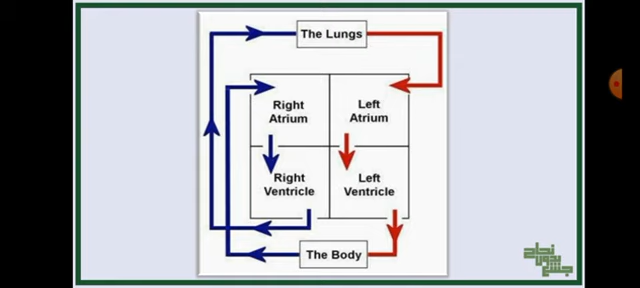 The Lungs
Right
Atrium
Left
Atrium
Right
Ventricle
Left
Ventricle
The Body